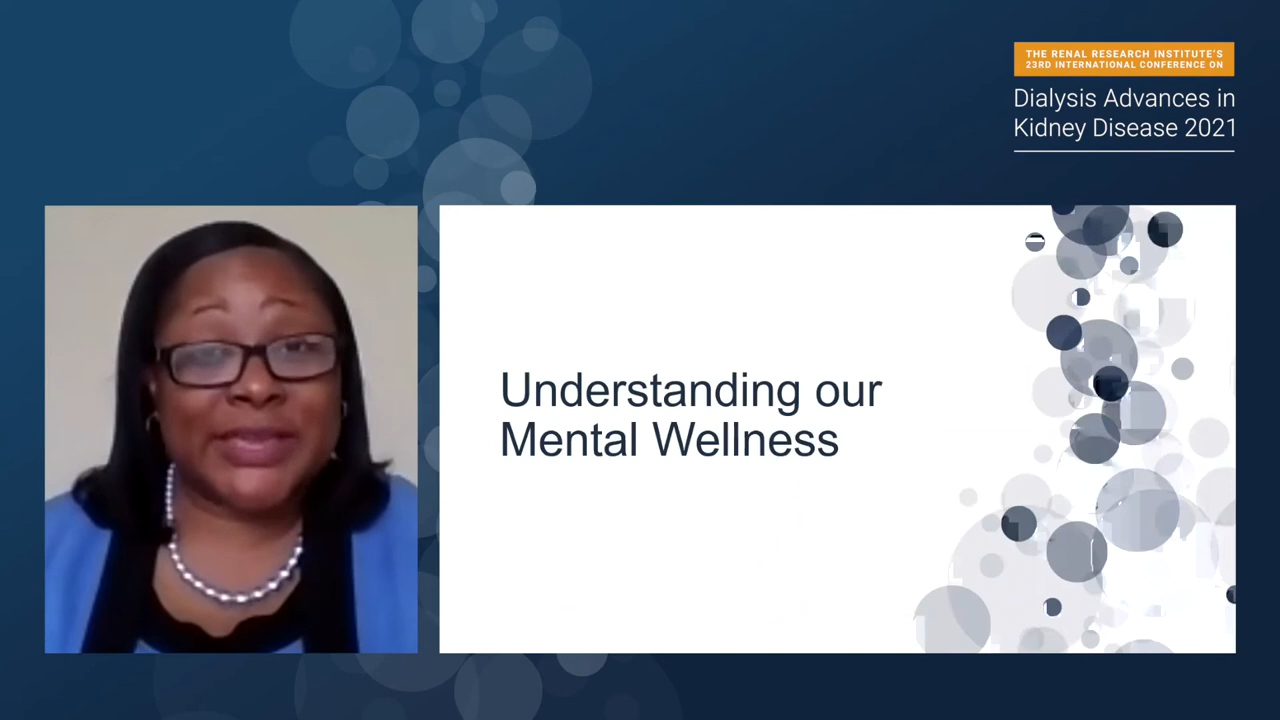 THE RENAL RESEARCH INSTITUTE'S
23RD INTERNATIONAL CONFERENCE ON
Dialysis Advances in
Kidney Disease 2021
Understanding our
Mental Wellness